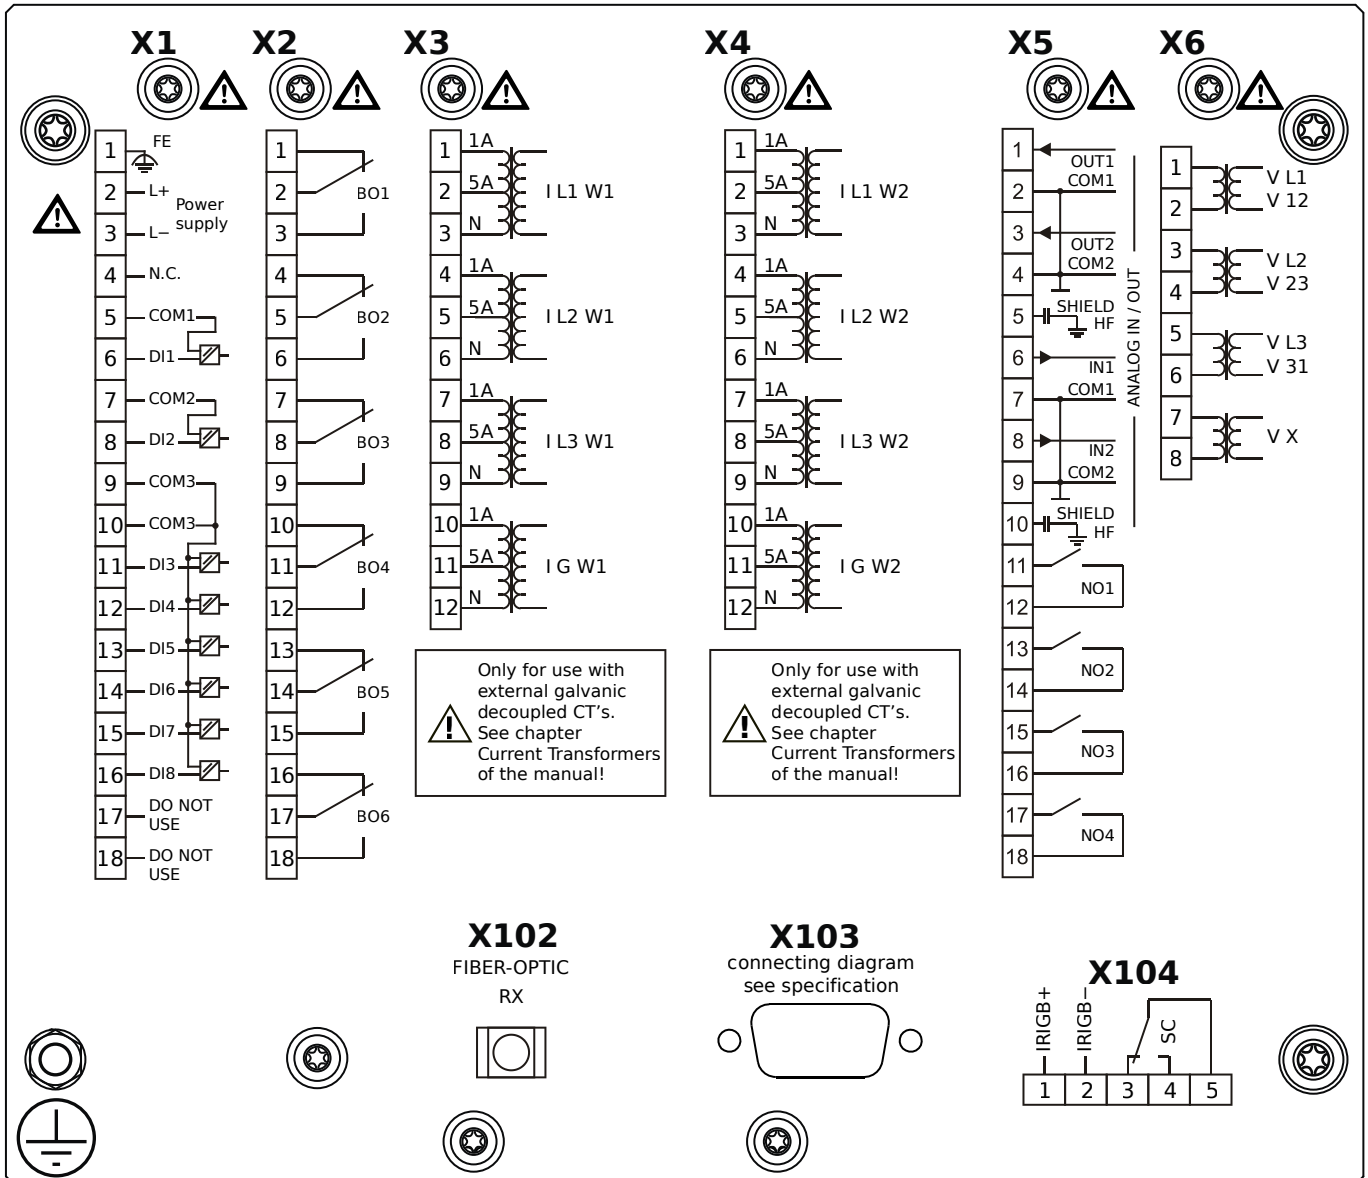 X1
X2
X3
X4
X5
X6
1 FE
2 L+
Power
supply
3 L−
4 N.C.
5 COM1
6 DI1
7 COM2
8 DI2
9 COM3
10 COM3
11 DI3
12 DI4
13 DI5
14 DI6
15 DI7
16 DI8
17 DO NOT
USE
18 DO NOT
USE
1
2 BO1
3
4
5 BO2
6
7
8 BO3
9
10
11 BO4
12
13
14 BO5
15
16
17 BO6
18
1 1A
2 5A I L1 W1
3 N
4 1A
5 5A I L2 W1
6 N
7 1A
8 5A I L3 W1
9 N
10 1A
11 5A I G W1
12 N
Only for use with
external galvanic
decoupled CT's.
See chapter
Current Transformers
of the manual!
1 1A
2 5A I L1 W2
3 N
4 1A
5 5A I L2 W2
6 N
7 1A
8 5A I L3 W2
9 N
10 1A
11 5A I G W2
12 N
Only for use with
external galvanic
decoupled CT's.
See chapter
Current Transformers
of the manual!
1 OUT1
2 COM1
3 OUT2
4 COM2
5 SHIELD
HF
6 IN1
7 COM1
8 IN2
9 COM2
10 SHIELD
HF
ANALOG IN / OUT
11
NO1
12
13
NO2
14
15
NO3
16
17
NO4
18
1 V L1
2 V 12
3 V L2
4 V 23
5 V L3
6 V 31
7 V X
8
X102
FIBER-OPTIC
RX
X103
connecting diagram
see specification
X104
IRIGB+
IRIGB−
SC
1 2 3 4 5